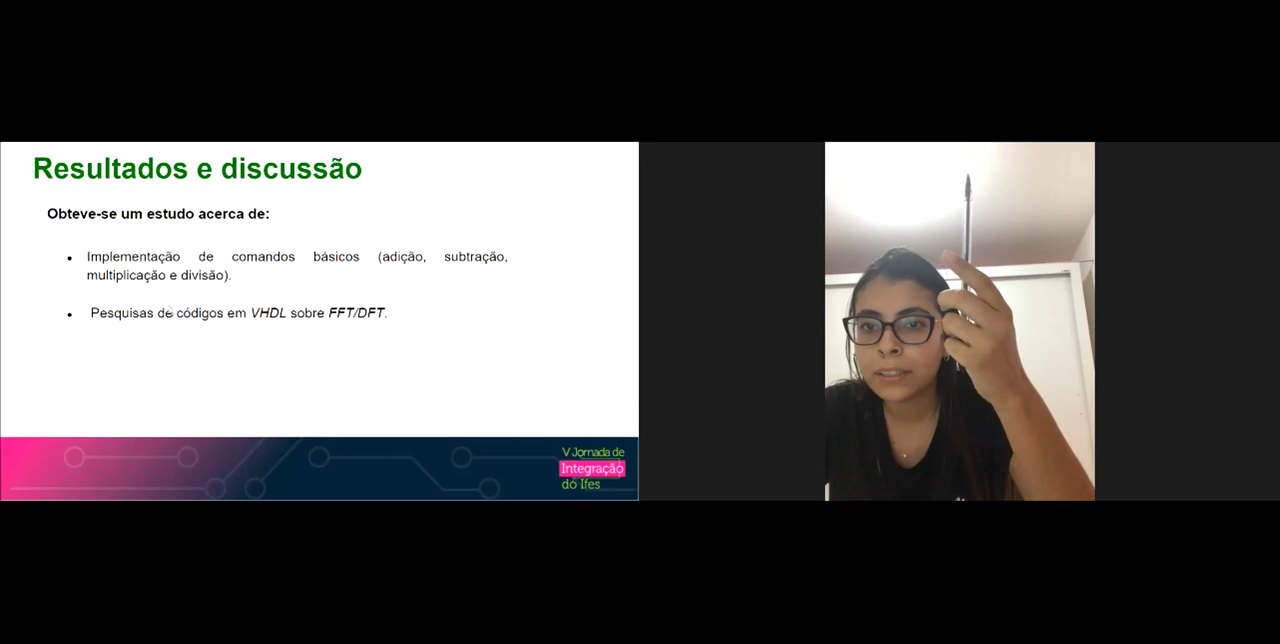 Resultados e discussão
Obteve-se um estudo acerca de:
• Implementação de comandos básicos (adição, subtração,
multiplicação e divisão).
• Pesquisas de códigos em VHDL sobre FFT/DFT.
V Jornada de
Integração
do Ifes